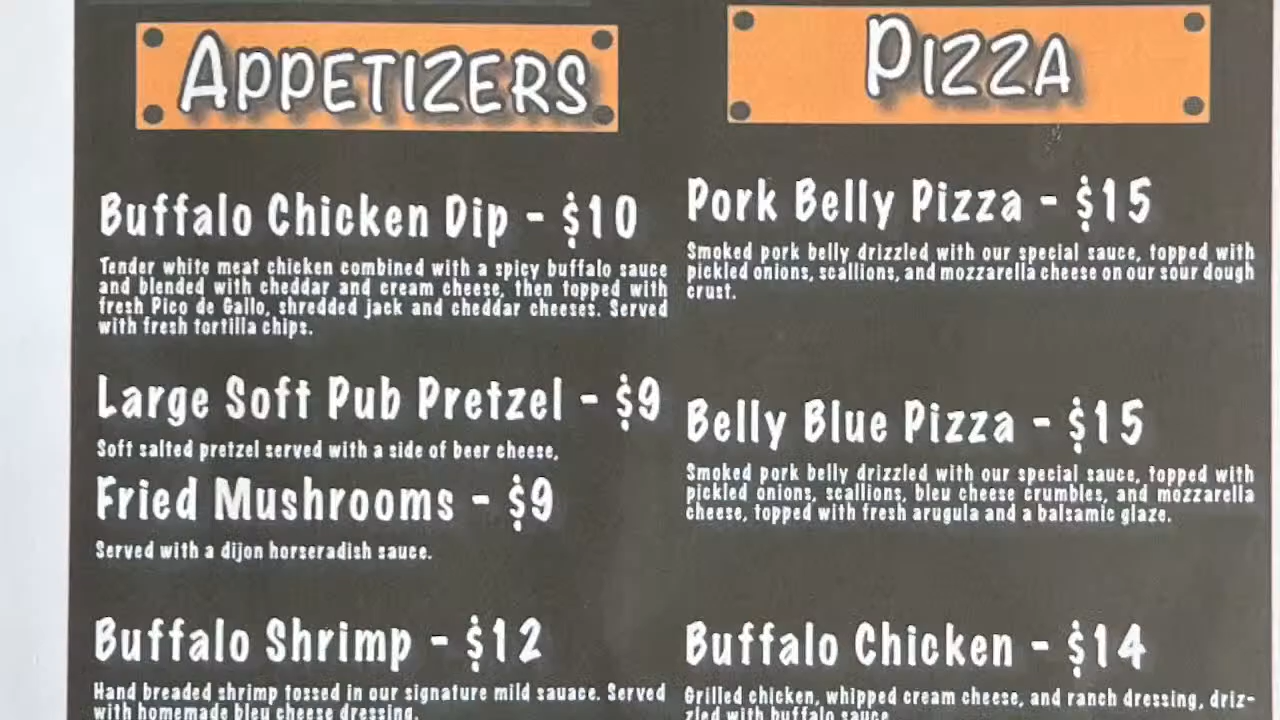 APPETIZERS
Buffalo Chicken Dip - $10
Tender white meat chicken combined with a spicy buffalo sauce
and blended with cheddar and cream cheese, then topped with
fresh Pico de Gallo, shredded jack and cheddar cheeses. Served
with fresh tortilla chips.
Large Soft Pub Pretzel - $9
Soft salted pretzel served with a side of beer cheese.
Fried Mushrooms - $9
Served with a dijon horseradish sauce.
Buffalo Shrimp - $12
Hand breaded shrimp tossed in our signature mild sauace. Served
with homemade bleu cheese dressing.
PIZZA
Pork Belly Pizza - $15
Smoked pork belly drizzled with our special sauce, topped with
pickled onions, scallions, and mozzarella cheese on our sour dough
crust.
Belly Blue Pizza - $15
Smoked pork belly drizzled with our special sauce, topped with
pickled onions, scallions, bleu cheese crumbles, and mozzarella
cheese, topped with fresh arugula and a balsamic glaze.
Buffalo Chicken - $14
Grilled chicken, whipped cream cheese, and ranch dressing, driz-
zled with buffalo sauce